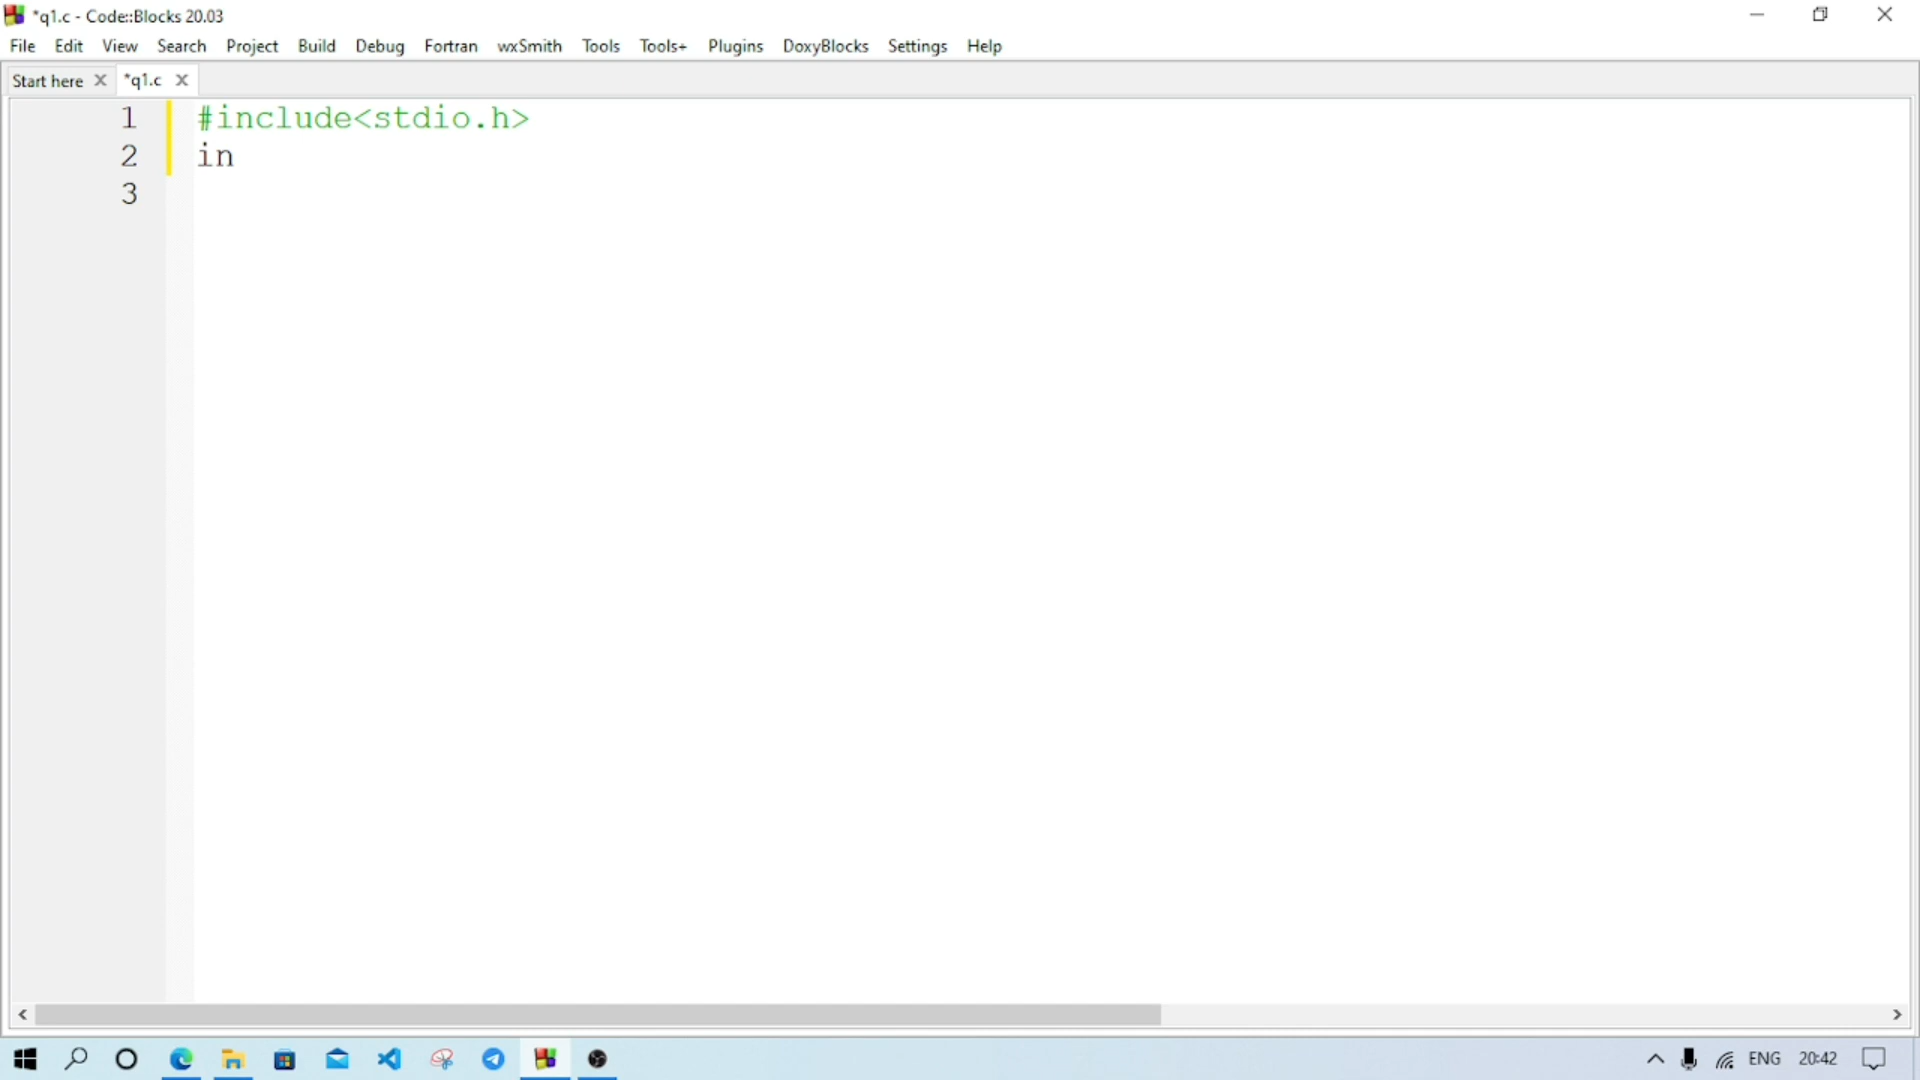 *q1.c - Code::Blocks 20.03
File Edit View Search Project Build Debug Fortran wxSmith Tools Tools+ Plugins DoxyBlocks Settings Help
Start here *q1.c
1 #include<stdio.h>
2 in
3
ENG 20:42